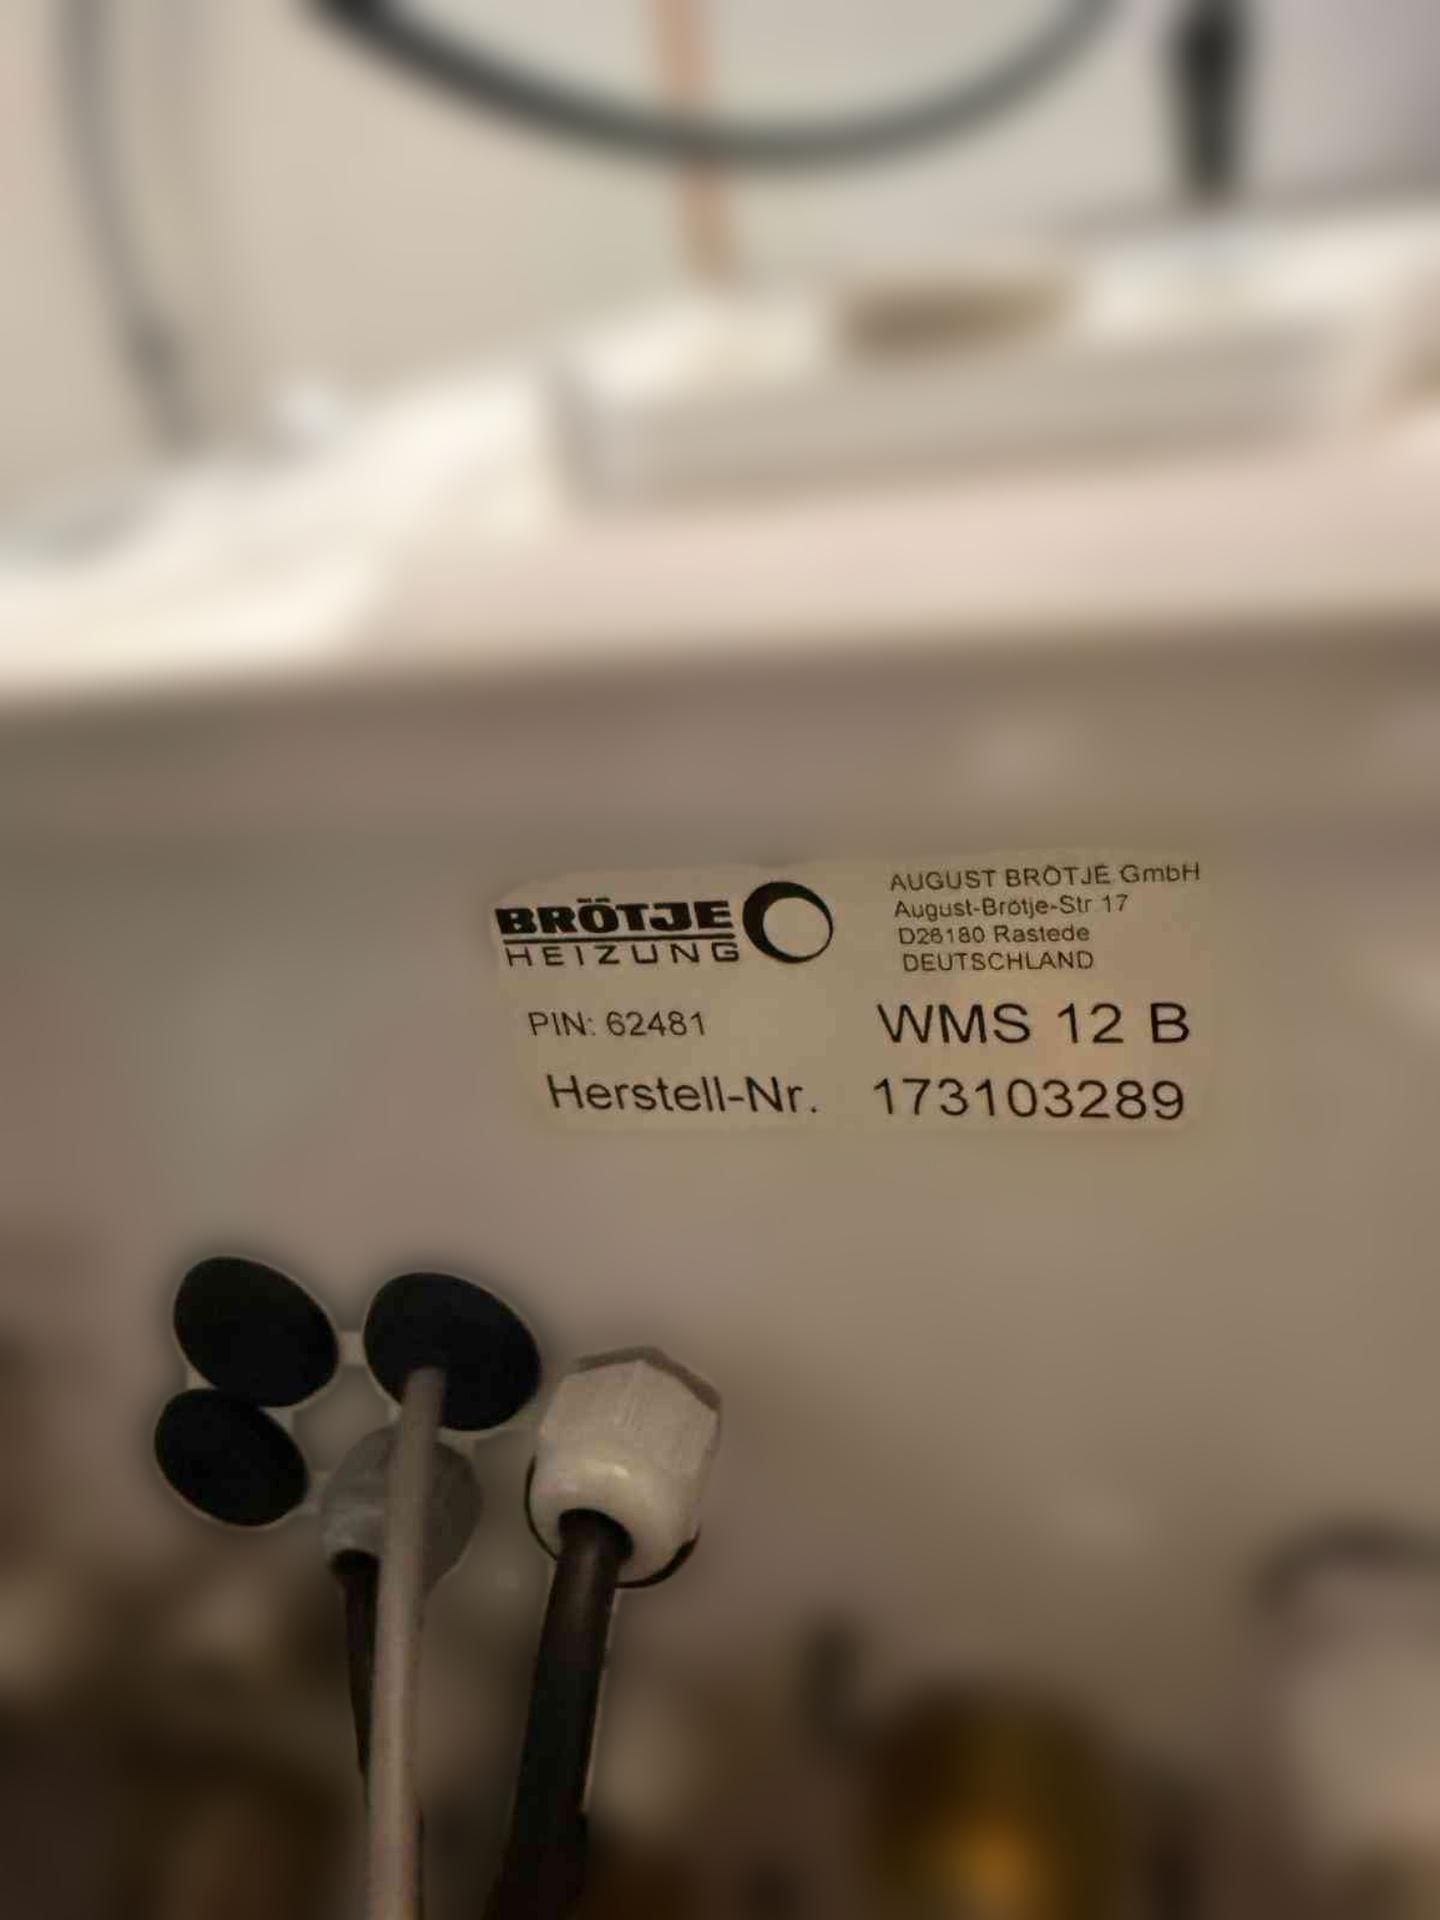 BRÖTJE
HEIZUNG
AUGUST BRÖTJE GmbH
August-Brötje-Str.17
D26180 Rastede
DEUTSCHLAND
PIN: 62481
WMS 12 B
Herstell-Nr. 173103289